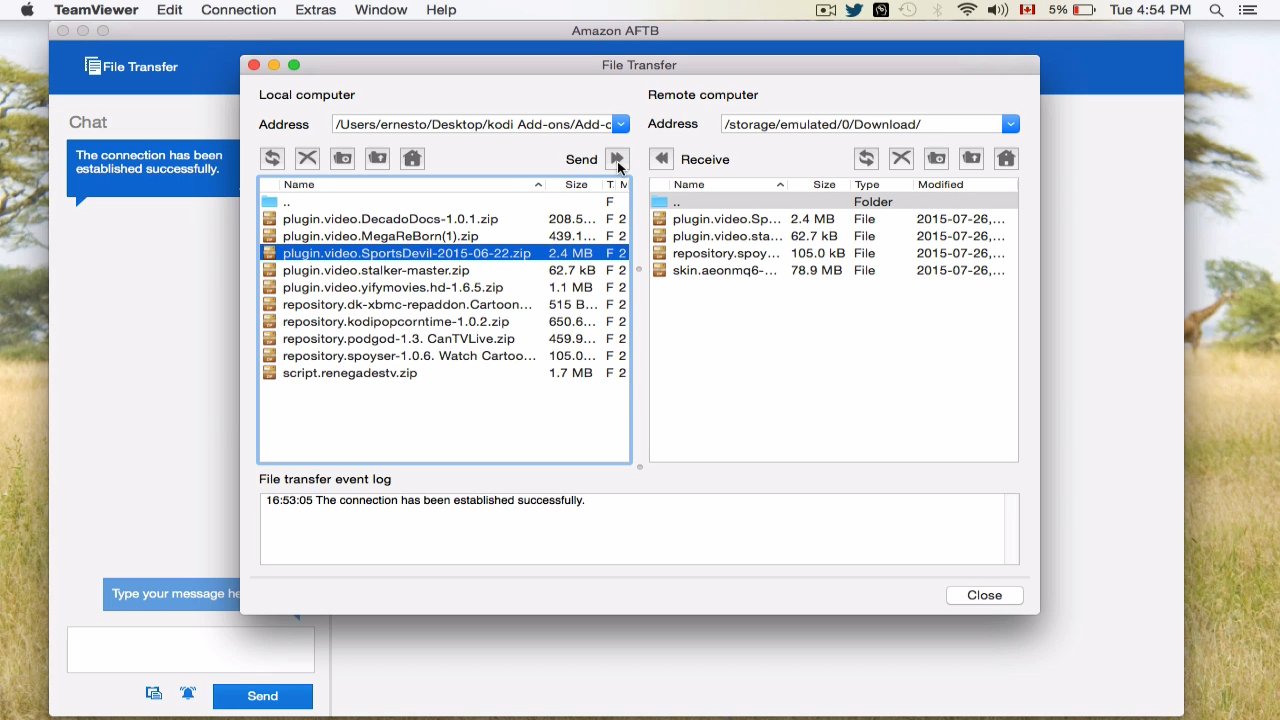 TeamViewer Edit Connection Extras Window Help 5% Tue 4:54 PM
Amazon AFTB
File Transfer
File Transfer
Local computer Remote computer
Address /Users/ernesto/Desktop/kodi Add-ons/Add-c Address /storage/emulated/0/Download/
Send Receive
Chat
The connection has been
established successfully.
Name Size T. M
.. F
plugin.video.DecadoDocs-1.0.1.zip 208.5... F 2
plugin.video.MegaReBorn(1).zip 439.1... F 2
plugin.video.SportsDevil-2015-06-22.zip 2.4 MB F 2
plugin.video.stalker-master.zip 62.7 kB F 2
plugin.video.yifymovies.hd-1.6.5.zip 1.1 MB F 2
repository.dk-xbmc-repaddon.Cartoon... 515 B... F 2
repository.kodipopcorntime-1.0.2.zip 650.6... F 2
repository.podgod-1.3. CanTVLive.zip 459.9... F 2
repository.spoyser-1.0.6. Watch Cartoo... 105.0... F 2
script.renegadestv.zip 1.7 MB F 2
Name Size Type Modified
.. Folder
plugin.video.Sp... 2.4 MB File 2015-07-26,...
plugin.video.sta... 62.7 kB File 2015-07-26,...
repository.spoy... 105.0 kB File 2015-07-26,...
skin.aeonmq6-... 78.9 MB File 2015-07-26,...
File transfer event log
16:53:05 The connection has been established successfully.
Close
Type your message he
Send